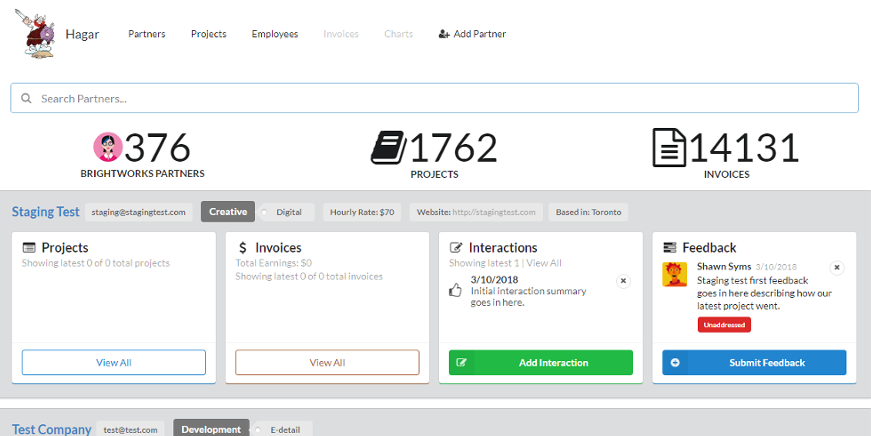 Hagar Partners Projects Employees Invoices Charts Add Partner
Search Partners...
376 1762 14131
BRIGHTWORKS PARTNERS PROJECTS INVOICES
Staging Test staging@stagingtest.com Creative Digital Hourly Rate: $70 Website: http://stagingtest.com Based in: Toronto
Projects
Showing latest 0 of 0 total projects
View All
$ Invoices
Total Earnings: $0
Showing latest 0 of 0 total invoices
View All
Interactions
Showing latest 1 | View All
3/10/2018
Initial interaction summary
goes in here.
Add Interaction
Feedback
Shawn Syms 3/10/2018
Staging test first feedback
goes in here describing how our
latest project went.
Unaddressed
Submit Feedback
Test Company test@test.com Development E-detail